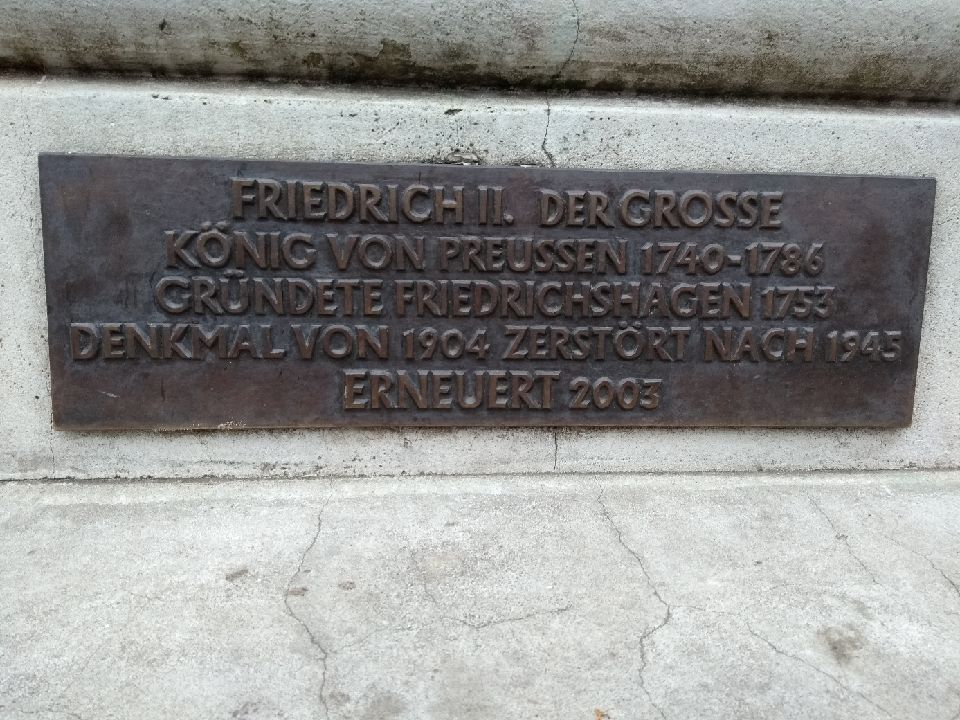 FRIEDRICH II. DER GROSSE
KÖNIG VON PREUSSEN 1740-1786
GRÜNDETE FRIEDRICHSHAGEN 1753
DENKMAL VON 1904 ZERSTÖRT NACH 1945
ERNEUERT 2003